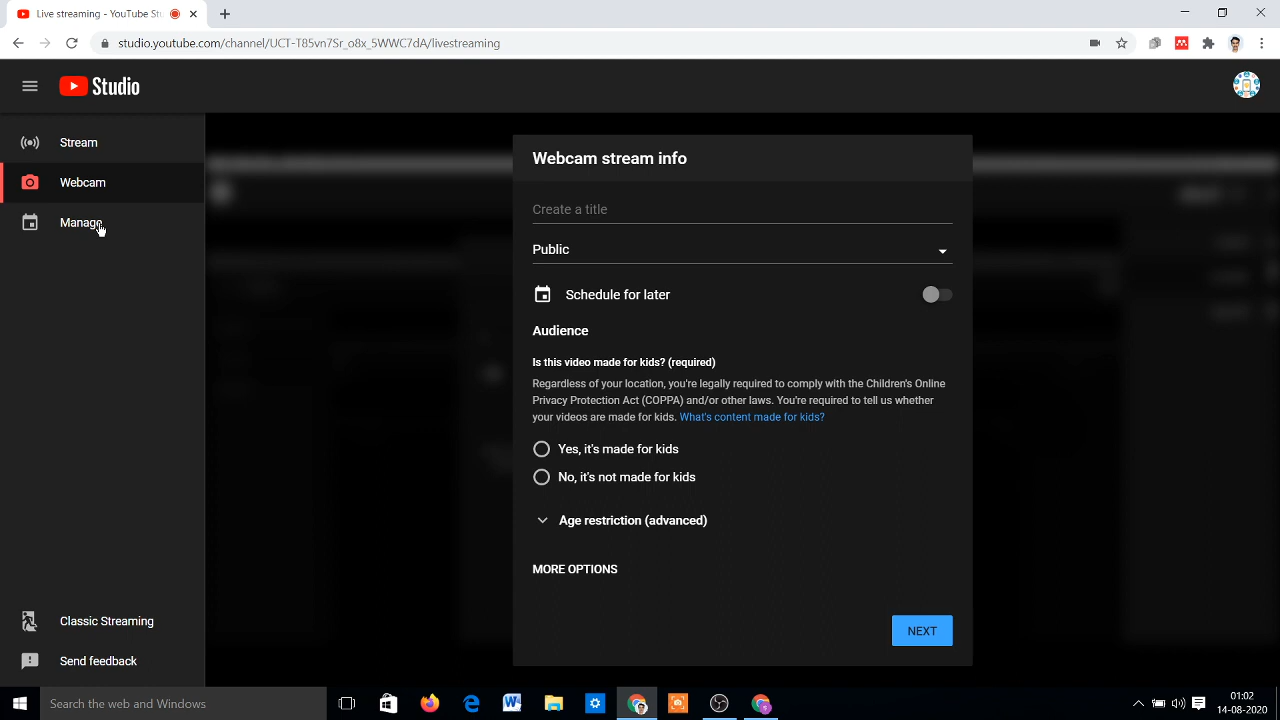 Live streaming - YouTube Stu
studio.youtube.com/channel/UCT-T85vn7Sr_o8x_5WWC7dA/livestreaming
Studio
Stream
Webcam
Manage
Webcam stream info
Create a title
Public
Schedule for later
Audience
Is this video made for kids? (required)
Regardless of your location, you're legally required to comply with the Children's Online
Privacy Protection Act (COPPA) and/or other laws. You're required to tell us whether
your videos are made for kids. What's content made for kids?
Yes, it's made for kids
No, it's not made for kids
Age restriction (advanced)
MORE OPTIONS
NEXT
Classic Streaming
Send feedback
Search the web and Windows
01:02
14-08-2020